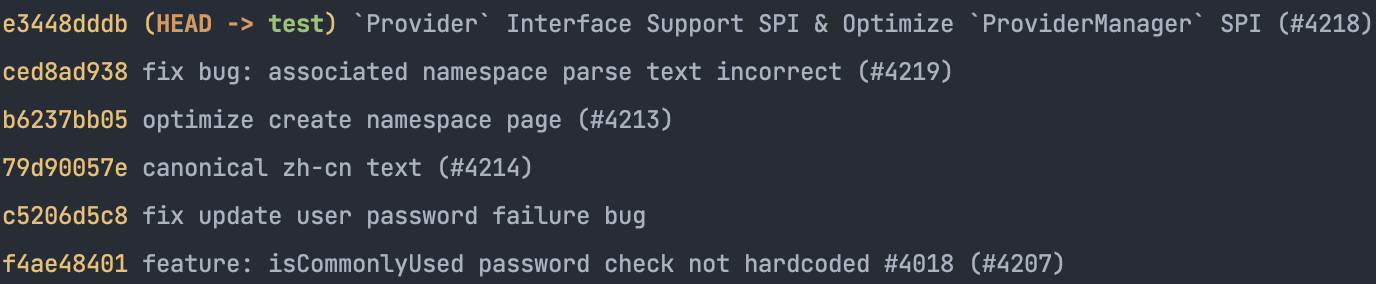 e3448dddb (HEAD -> test) `Provider` Interface Support SPI & Optimize `ProviderManager` SPI (#4218)
ced8ad938 fix bug: associated namespace parse text incorrect (#4219)
b6237bb05 optimize create namespace page (#4213)
79d90057e canonical zh-cn text (#4214)
c5206d5c8 fix update user password failure bug
f4ae48401 feature: isCommonlyUsed password check not hardcoded #4018 (#4207)